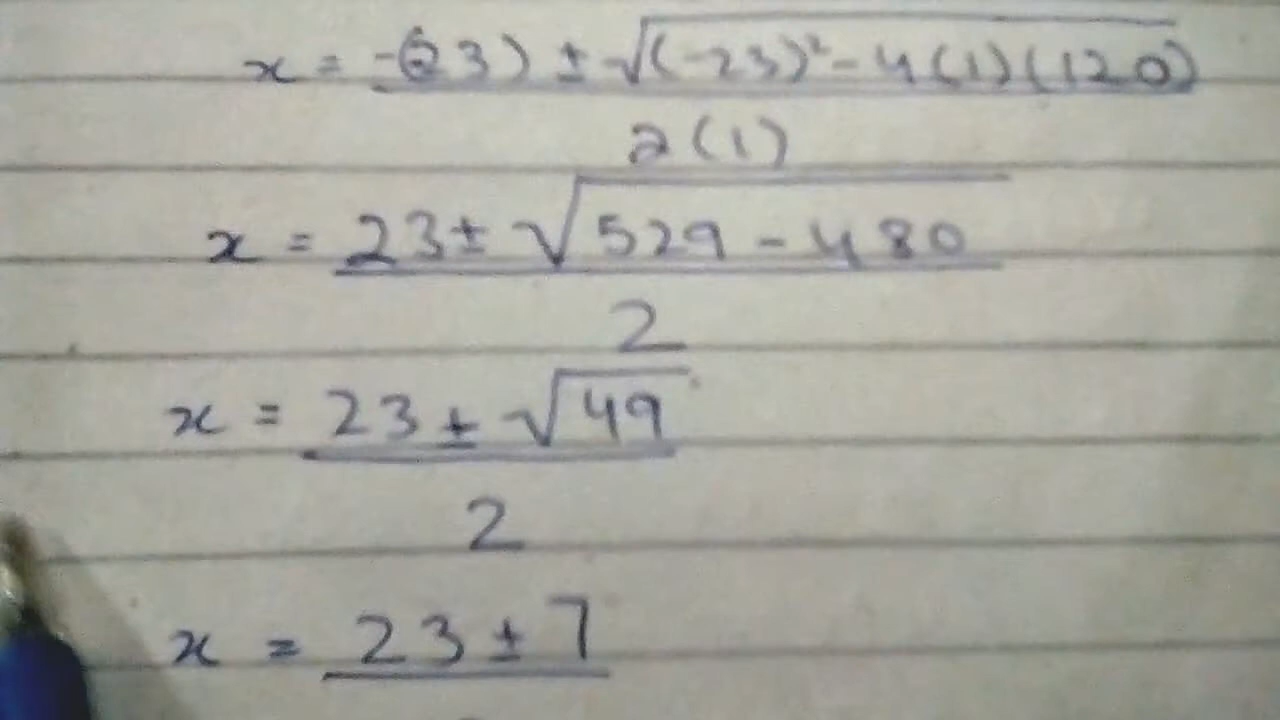 x = -(-23) ± √(-23)² - 4(1)(120)
2(1)
x = 23 ± √529 - 480
2
x = 23 ± √49
2
x = 23 ± 7